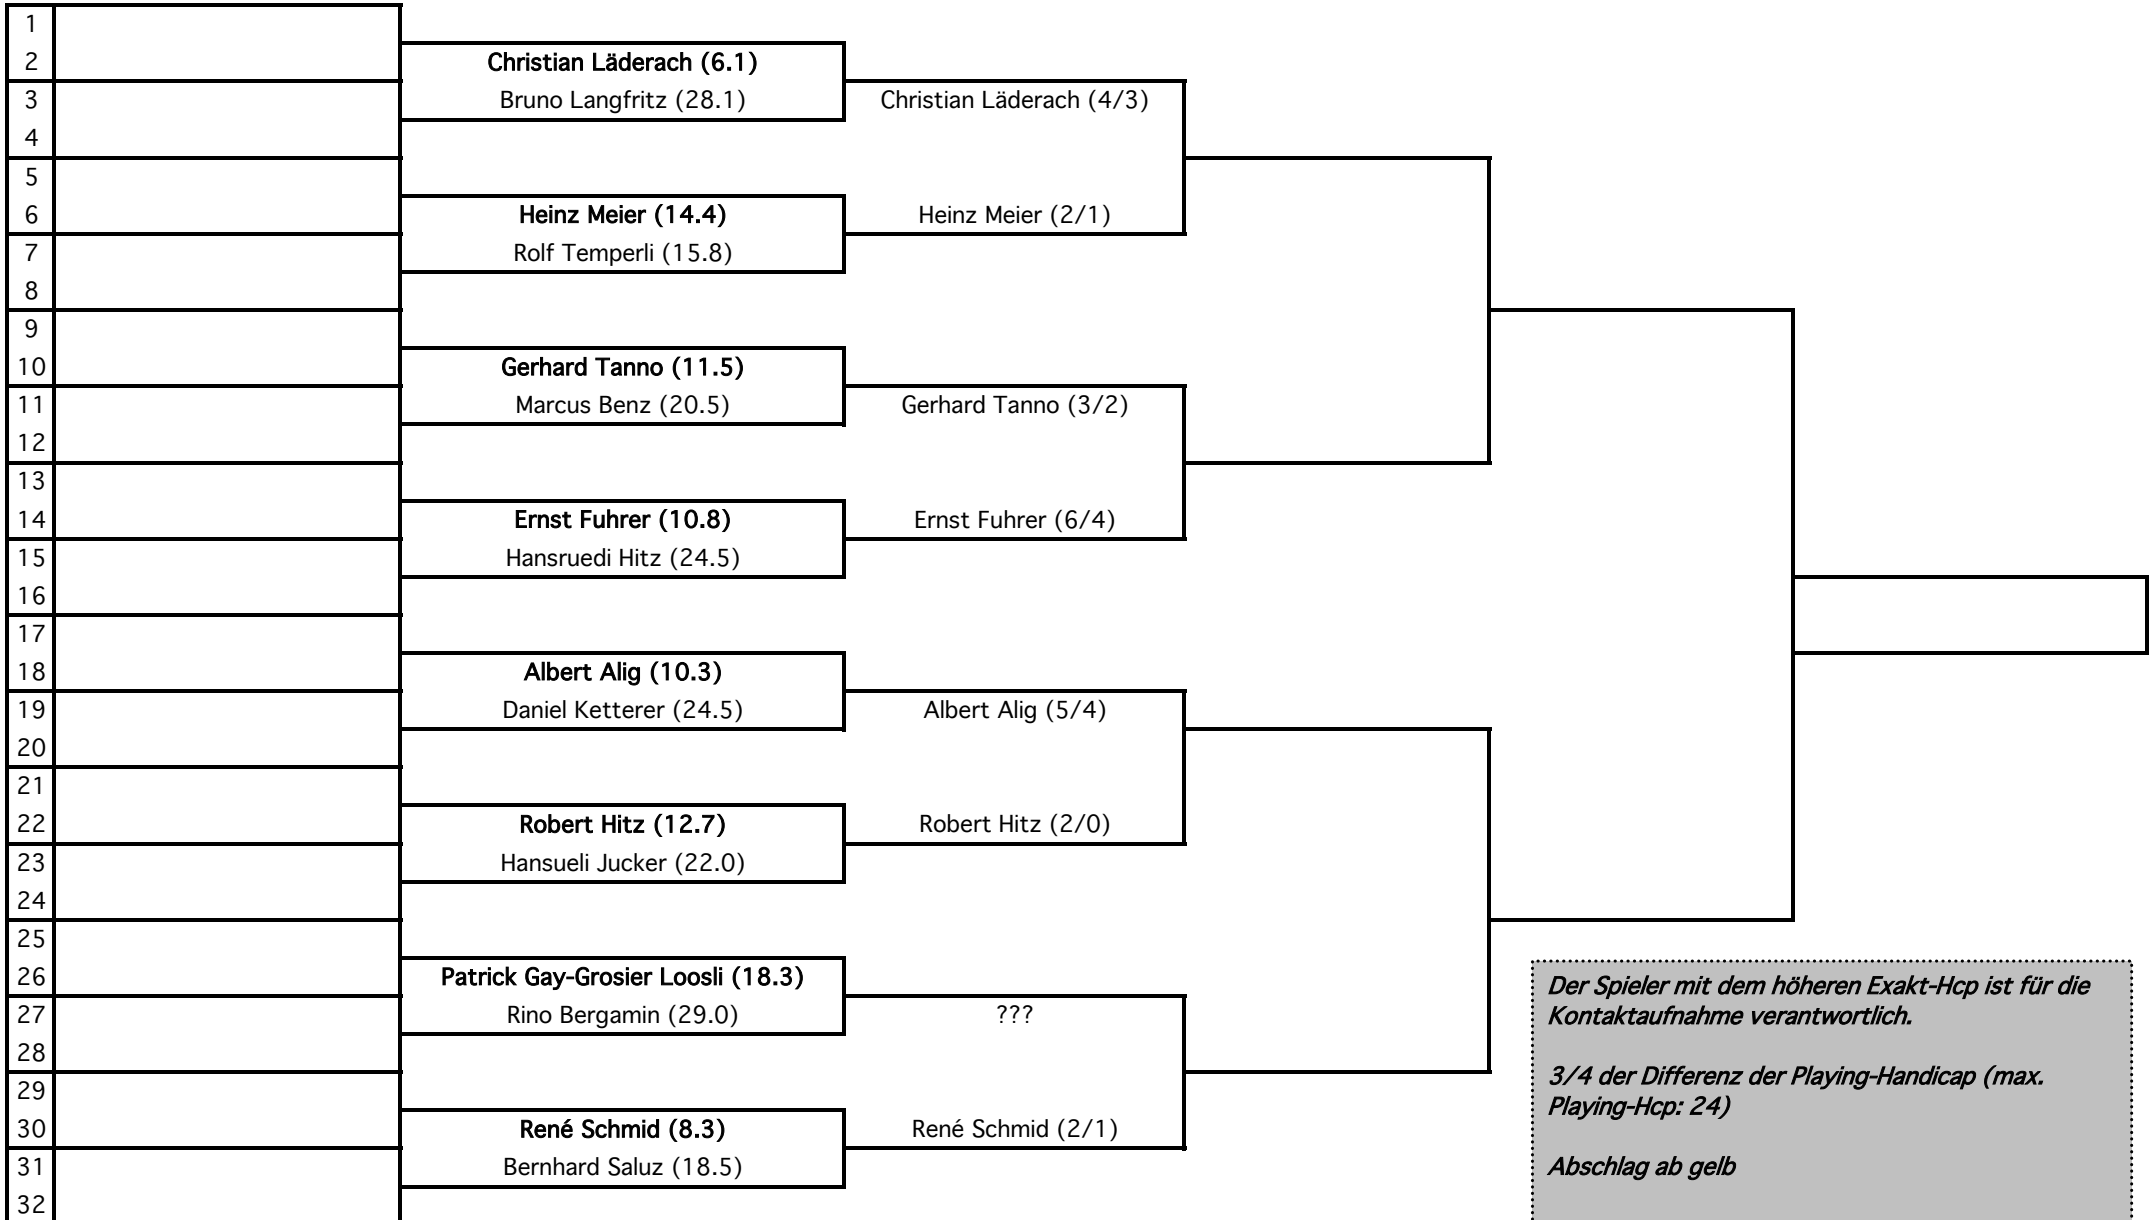 1
2
3
4
5
6
7
8
9
10
11
12
13
14
15
16
17
18
19
20
21
22
23
24
25
26
27
28
29
30
31
32
Christian Läderach (6.1)
Bruno Langfritz (28.1)
Heinz Meier (14.4)
Rolf Temperli (15.8)
Gerhard Tanno (11.5)
Marcus Benz (20.5)
Ernst Fuhrer (10.8)
Hansruedi Hitz (24.5)
Albert Alig (10.3)
Daniel Ketterer (24.5)
Robert Hitz (12.7)
Hansueli Jucker (22.0)
Patrick Gay-Grosier Loosli (18.3)
Rino Bergamin (29.0)
René Schmid (8.3)
Bernhard Saluz (18.5)
Christian Läderach (4/3)
Heinz Meier (2/1)
Gerhard Tanno (3/2)
Ernst Fuhrer (6/4)
Albert Alig (5/4)
Robert Hitz (2/0)
???
René Schmid (2/1)
Der Spieler mit dem höheren Exakt-Hcp ist für die
Kontaktaufnahme verantwortlich.
3/4 der Differenz der Playing-Handicap (max.
Playing-Hcp: 24)
Abschlag ab gelb